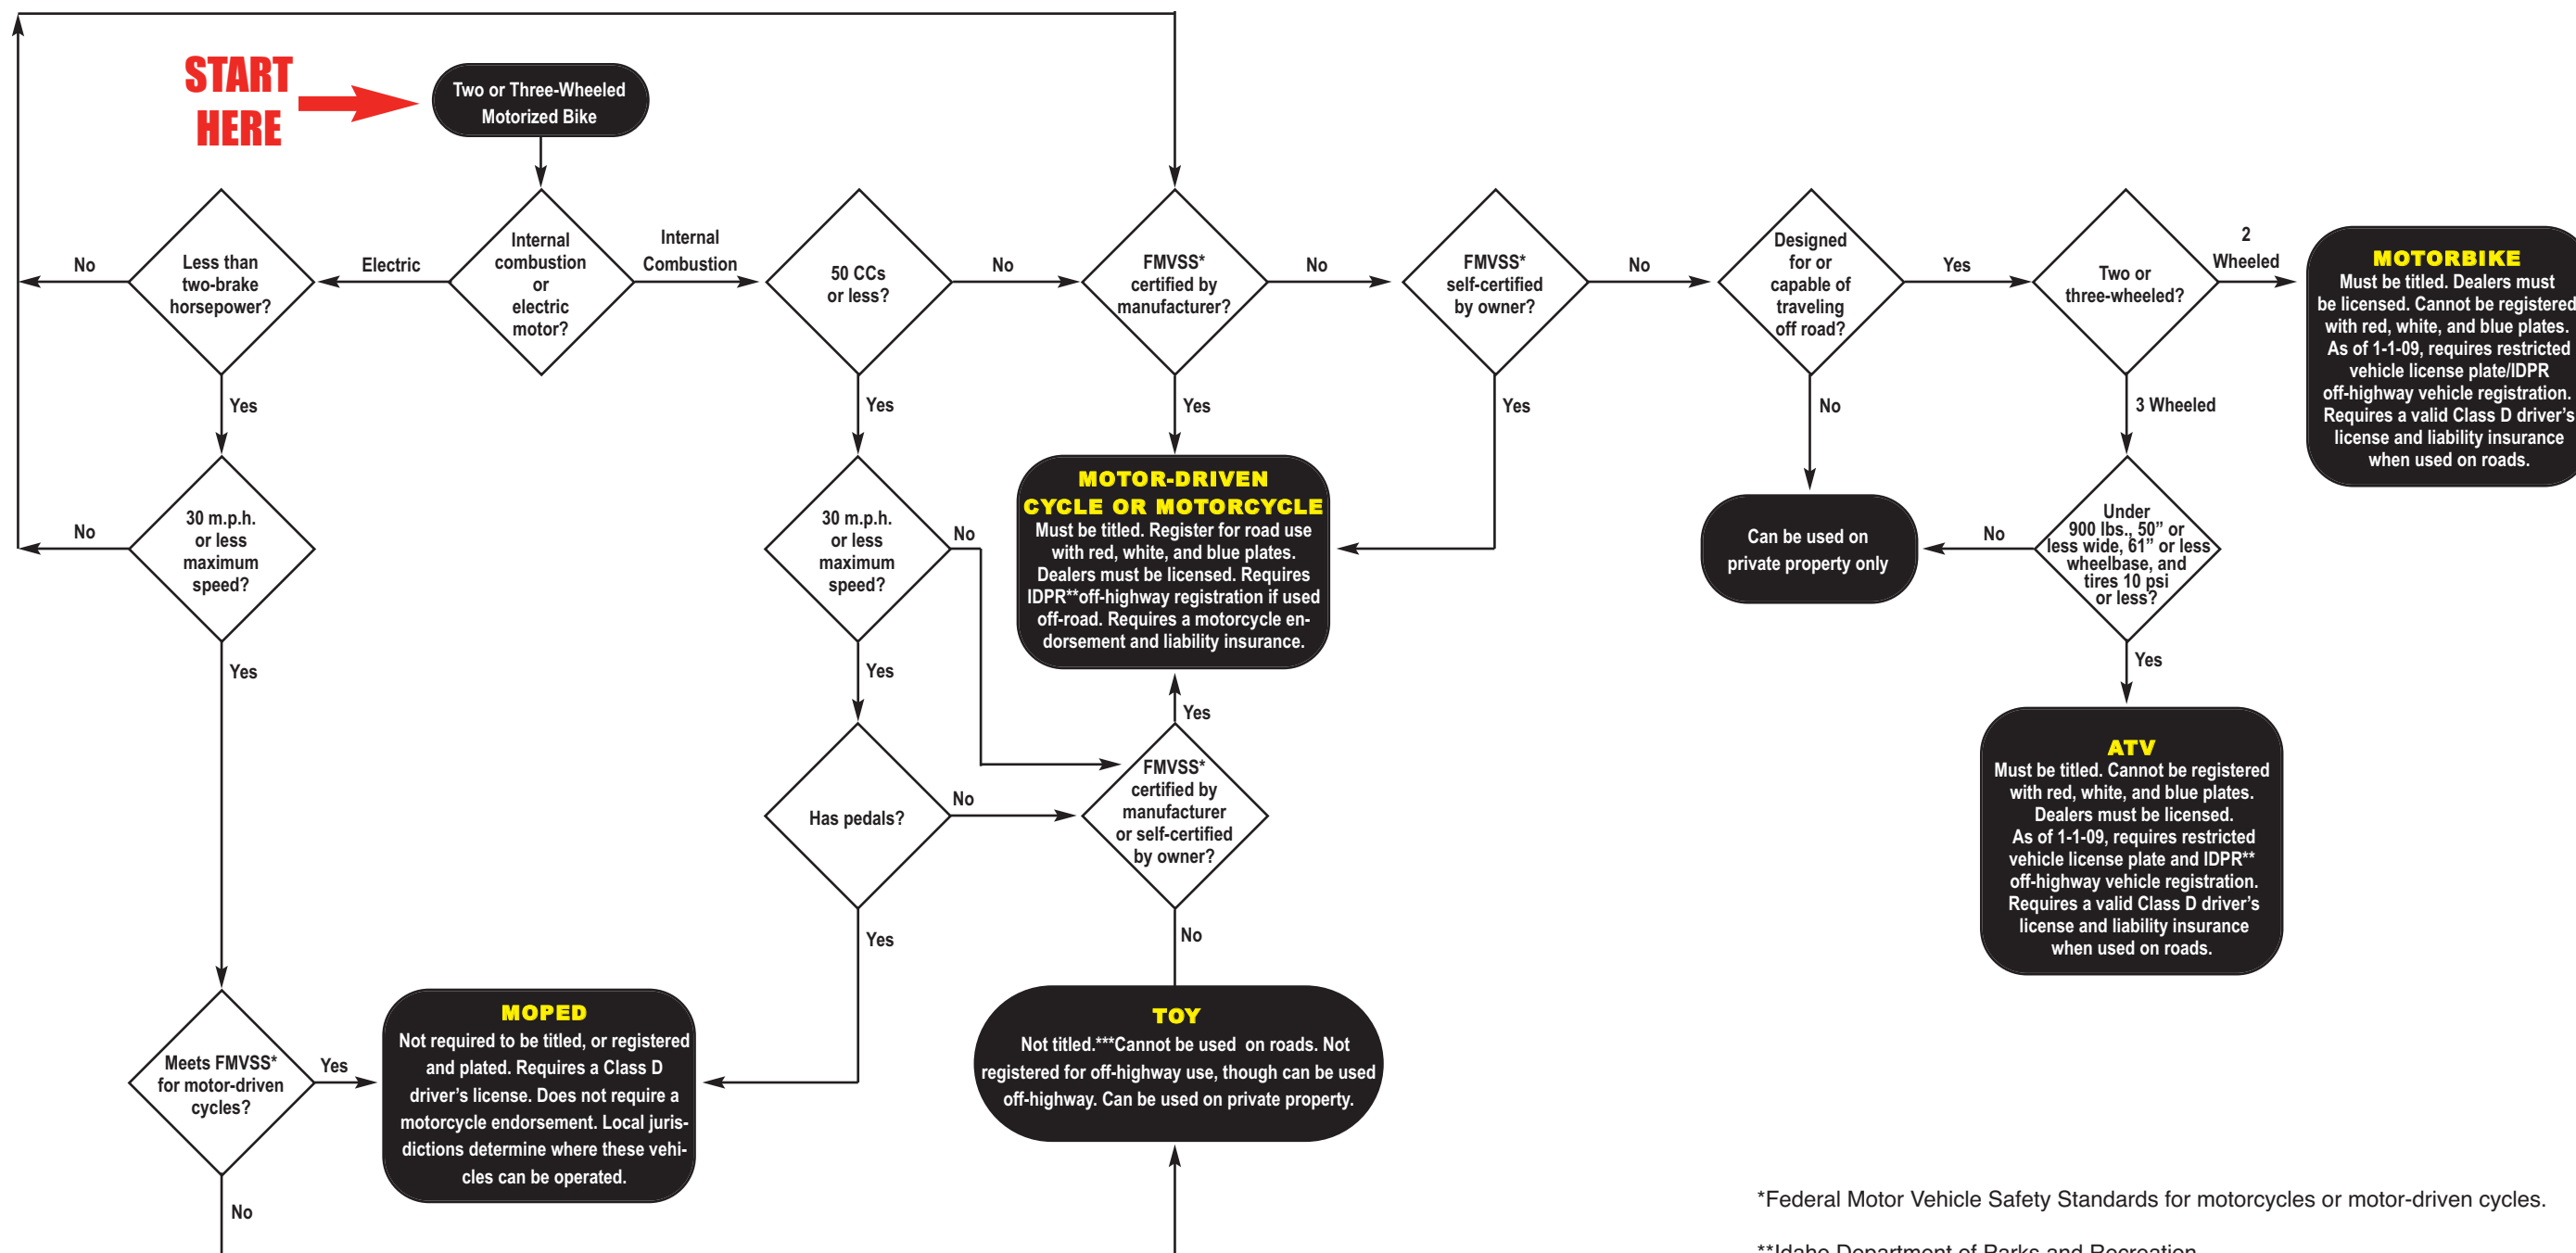 START
HERE
Two or Three-Wheeled
Motorized Bike
No
Less than
two-brake
horsepower?
Electric
Internal
combustion
or
electric
motor?
Internal
Combustion
50 CCs
or less?
No
FMVSS*
certified by
manufacturer?
No
FMVSS*
self-certified
by owner?
No
Designed
for or
capable of
traveling
off road?
Yes
Two or
three-wheeled?
2
Wheeled
MOTORBIKE
Must be titled. Dealers must
be licensed. Cannot be registered
with red, white, and blue plates.
As of 1-1-09, requires restricted
vehicle license plate/IDPR
off-highway vehicle registration.
Requires a valid Class D driver's
license and liability insurance
when used on roads.
Yes
Yes
Yes
Yes
No
3 Wheeled
No
30 m.p.h.
or less
maximum
speed?
30 m.p.h.
or less
maximum
speed?
No
MOTOR-DRIVEN
CYCLE OR MOTORCYCLE
Must be titled. Register for road use
with red, white, and blue plates.
Dealers must be licensed. Requires
IDPR**off-highway registration if used
off-road. Requires a motorcycle en-
dorsement and liability insurance.
Can be used on
private property only
No
Under
900 lbs., 50” or
less wide, 61” or less
wheelbase, and
tires 10 psi
or less?
Yes
Yes
Yes
Yes
Has pedals?
No
FMVSS*
certified by
manufacturer
or self-certified
by owner?
ATV
Must be titled. Cannot be registered
with red, white, and blue plates.
Dealers must be licensed.
As of 1-1-09, requires restricted
vehicle license plate and IDPR**
off-highway vehicle registration.
Requires a valid Class D driver's
license and liability insurance
when used on roads.
Yes
No
Meets FMVSS*
for motor-driven
cycles?
Yes
MOPED
Not required to be titled, or registered
and plated. Requires a Class D
driver's license. Does not require a
motorcycle endorsement. Local juris-
dictions determine where these vehi-
cles can be operated.
TOY
Not titled.***Cannot be used on roads. Not
registered for off-highway use, though can be used
off-highway. Can be used on private property.
No
*Federal Motor Vehicle Safety Standards for motorcycles or motor-driven cycles.
**Idaho Department of Parks and Recreation